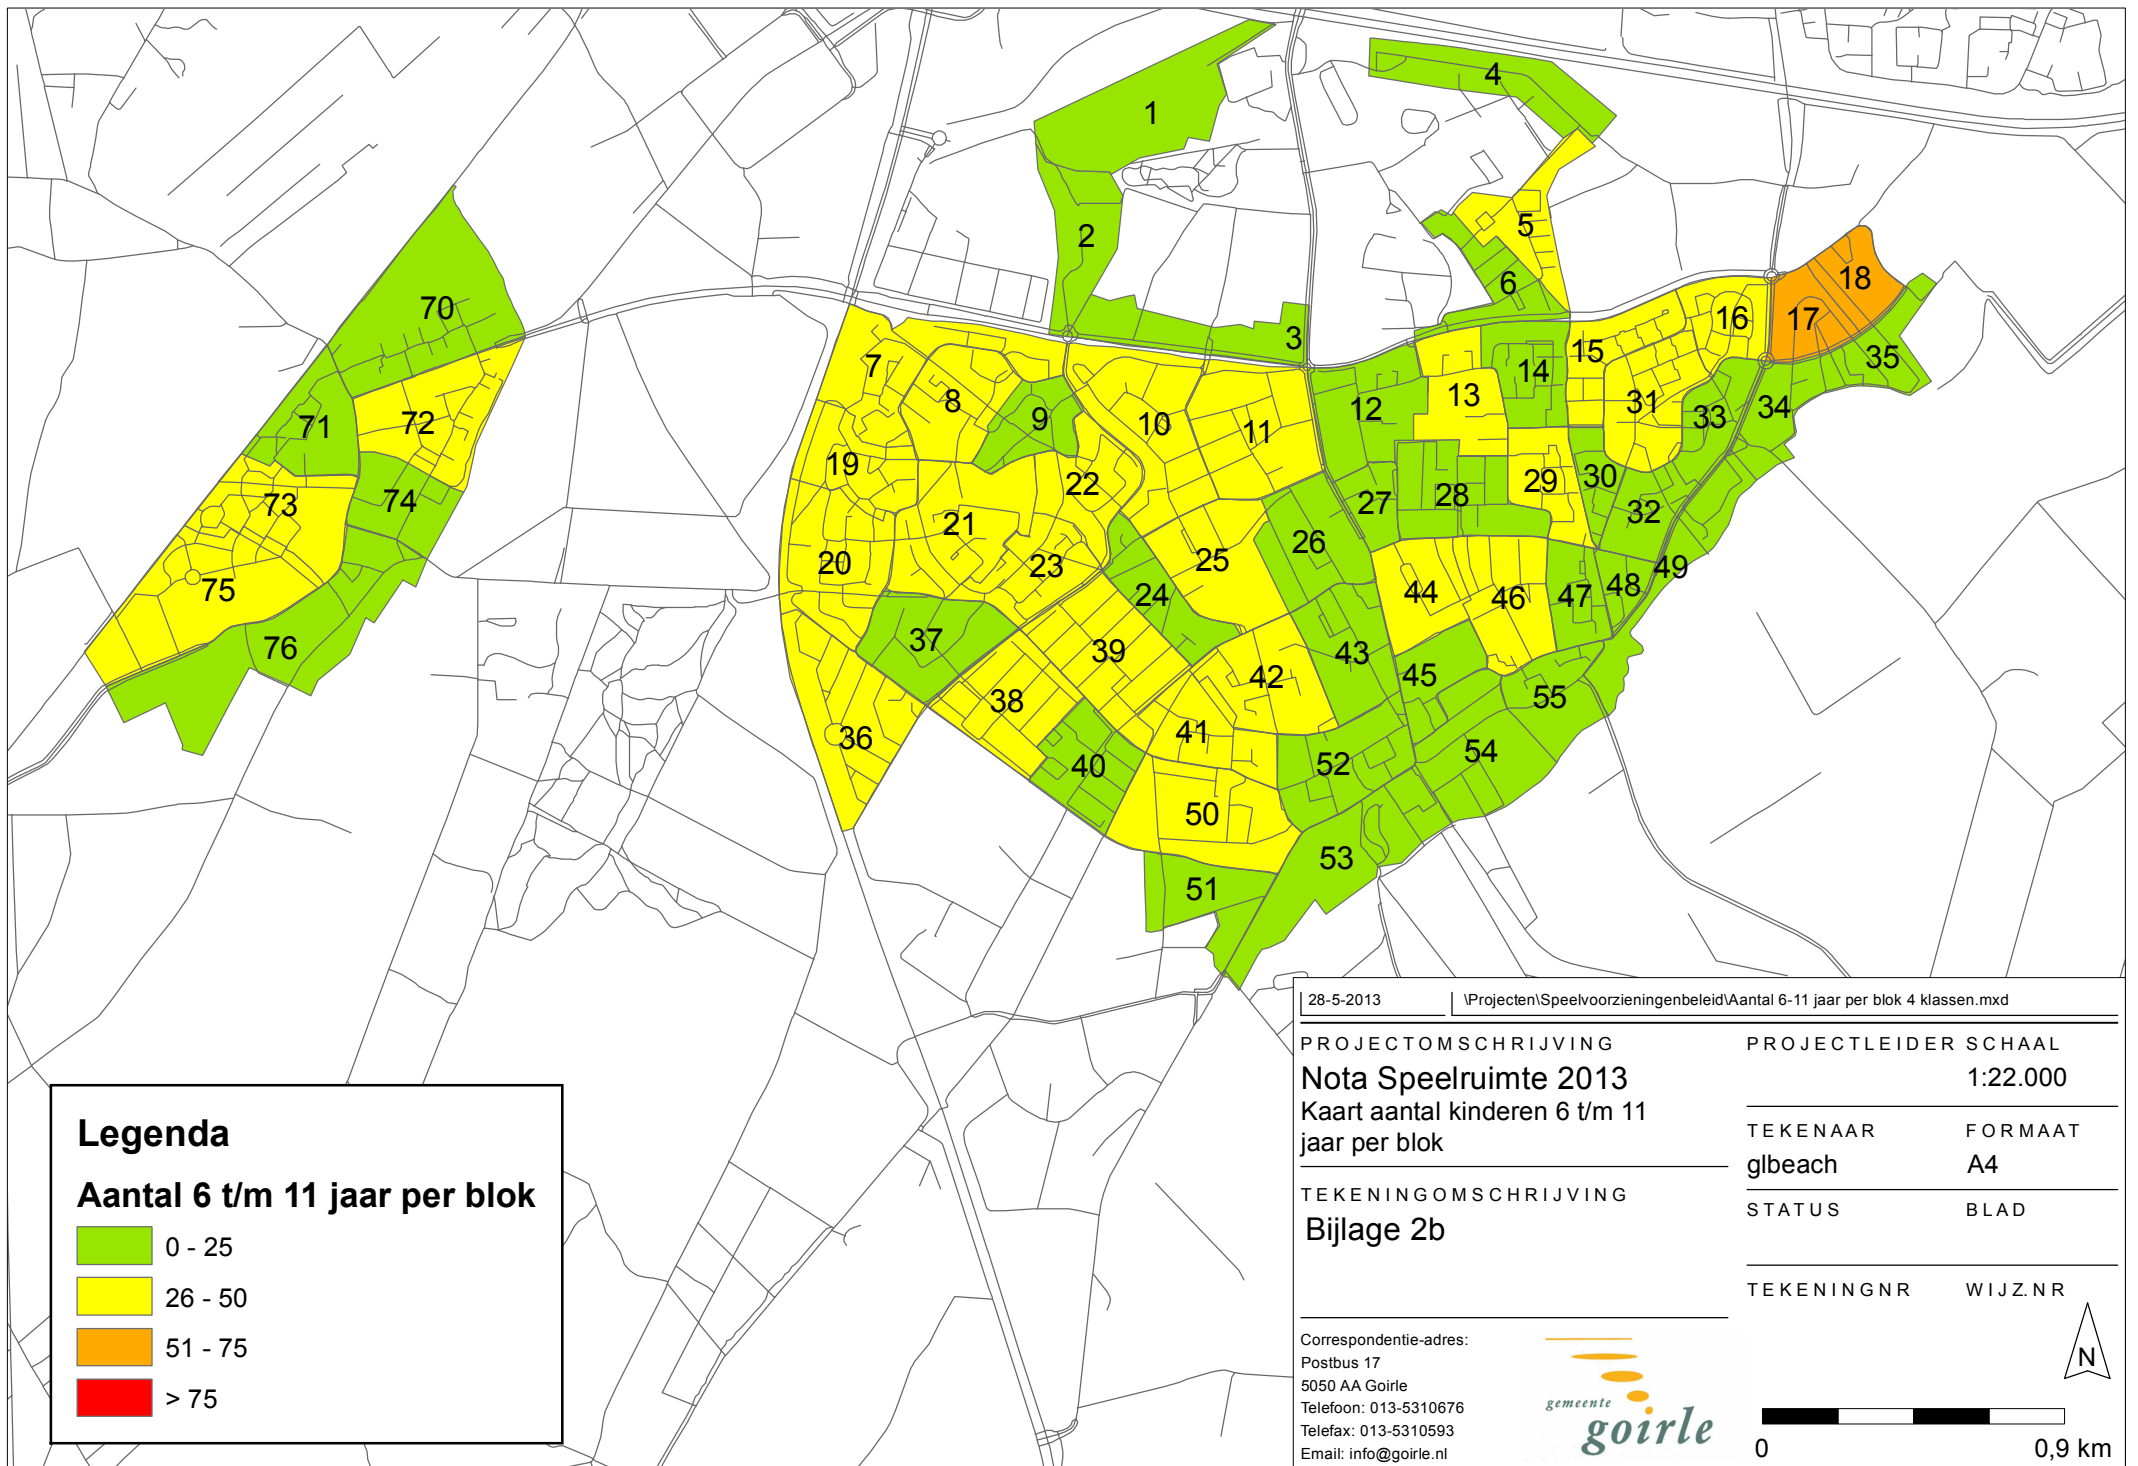 1
4
2
5
6
3
18
17
16
35
15
14
13
12
7
8
9
10
11
31
33
34
70
71
72
73
74
75
76
19
22
21
20
23
25
26
27
28
29
30
32
24
44
46
47
48
49
37
39
38
36
42
43
45
41
40
55
54
52
50
53
51
Legenda
Aantal 6 t/m 11 jaar per blok
0 - 25
26 - 50
51 - 75
> 75
28-5-2013
\Projecten\Speelvoorzieningenbeleid\Aantal 6-11 jaar per blok 4 klassen.mxd
PROJECTOMSCHRIJVING
Nota Speelruimte 2013
Kaart aantal kinderen 6 t/m 11
jaar per blok
TEKENINGOMSCHRIJVING
Bijlage 2b
PROJECTLEIDER SCHAAL
1:22.000
TEKENAAR FORMAAT
glbeach A4
STATUS BLAD
TEKENINGNR WIJZ.NR
Correspondentie-adres:
Postbus 17
5050 AA Goirle
Telefoon: 013-5310676
Telefax: 013-5310593
Email: info@goirle.nl
gemeente
goirle
N
0 0,9 km